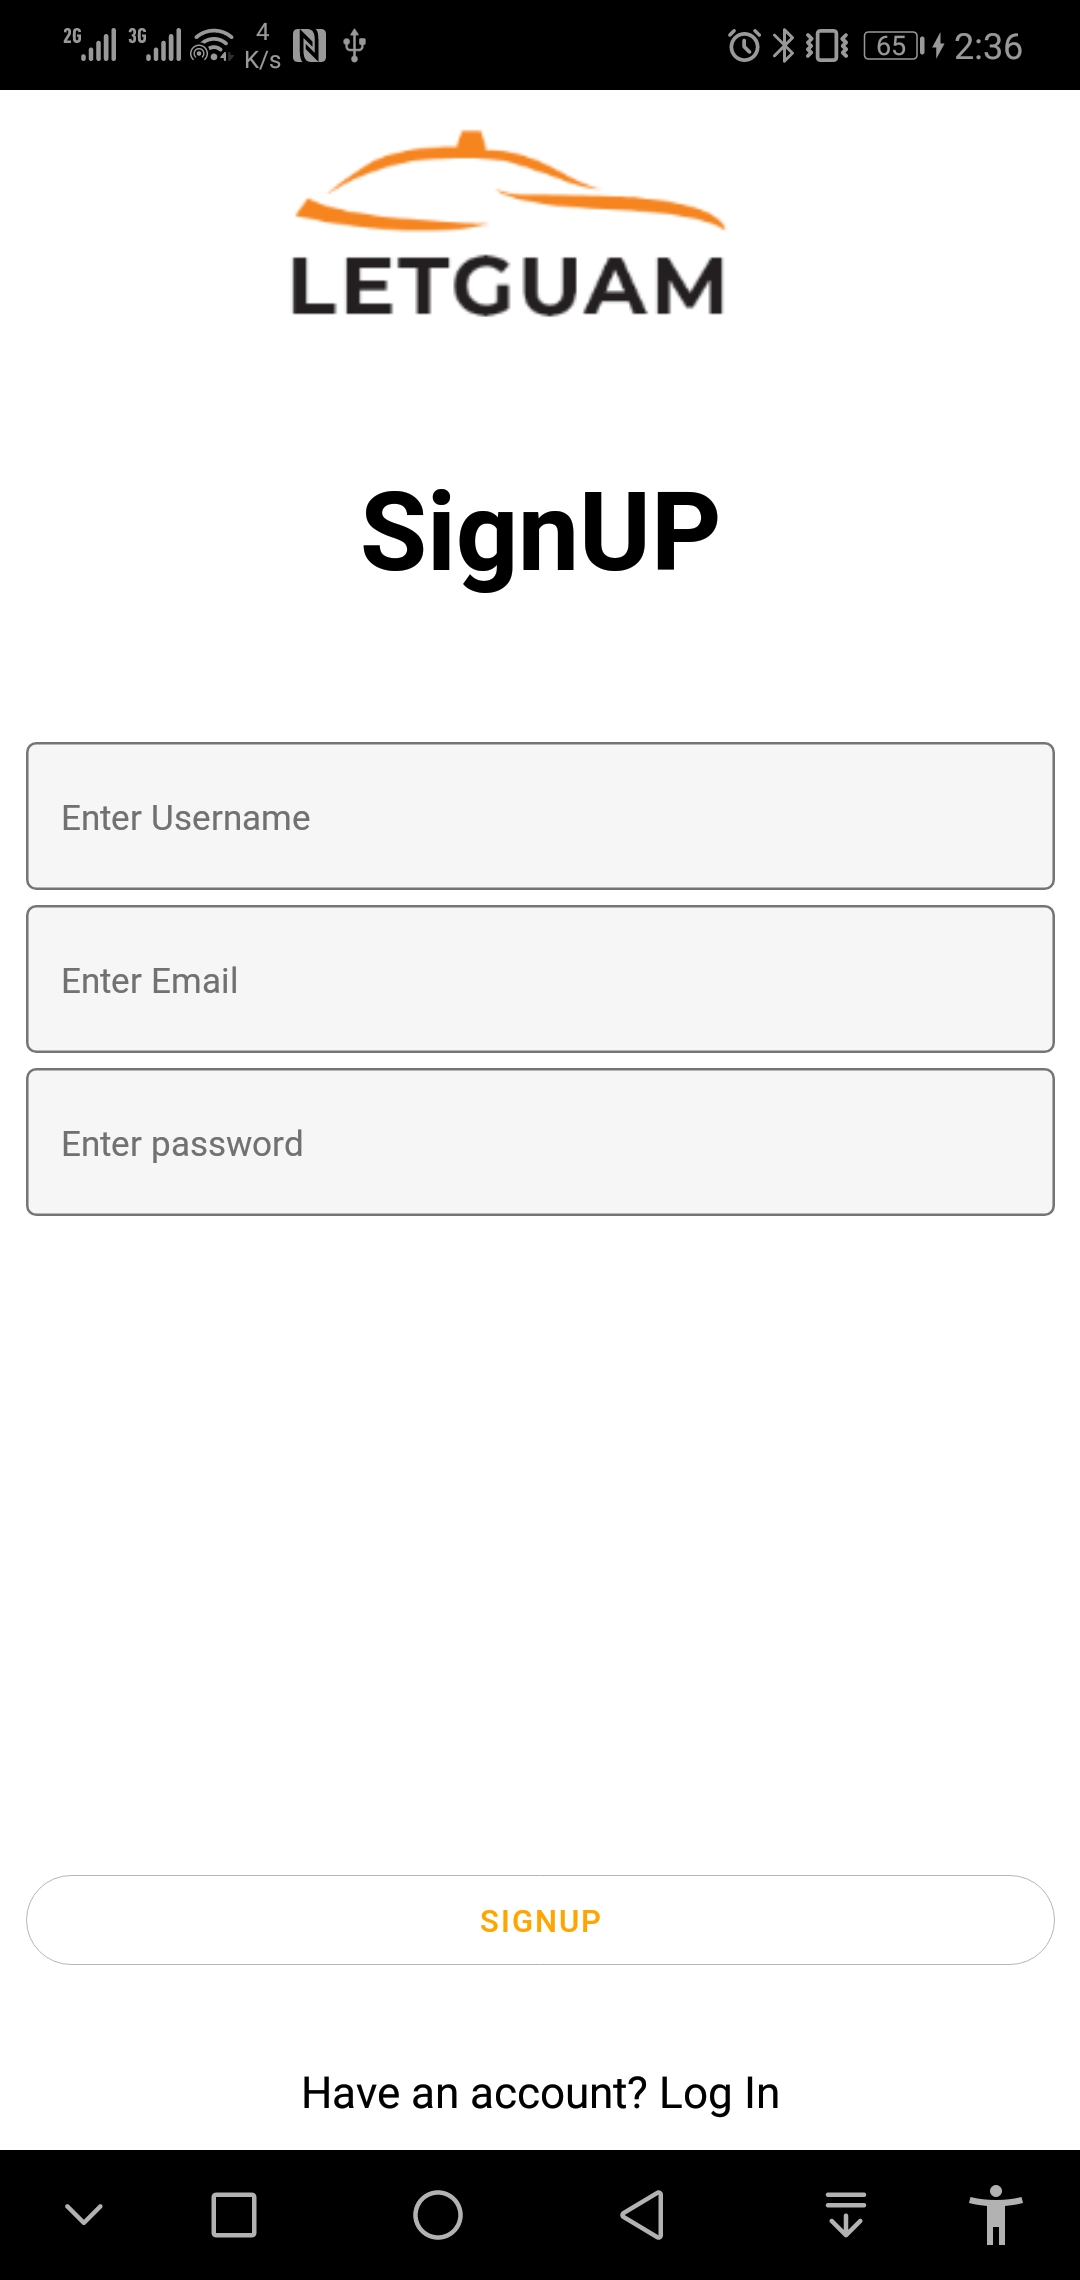 2G 3G 4 K/s 65 2:36
LETGUAM
SignUP
Enter Username
Enter Email
Enter password
SIGNUP
Have an account? Log In